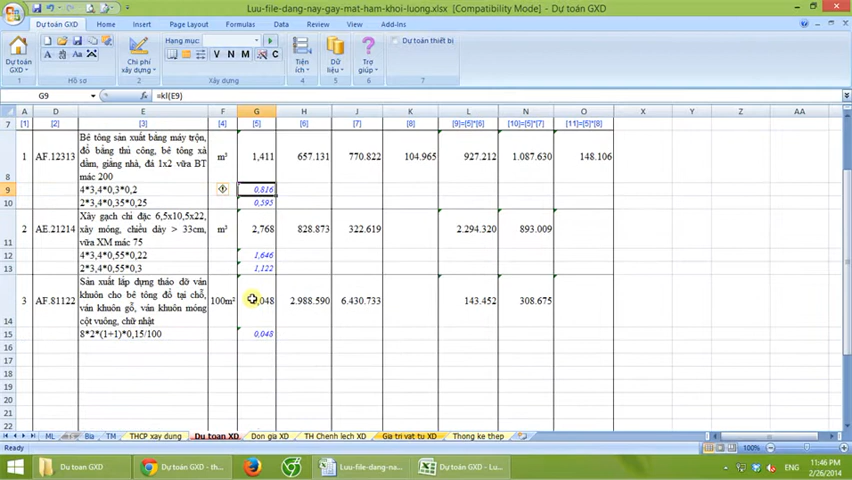 Luu-file-dang-nay-gay-mat-ham-khoi-luong.xlsx [Compatibility Mode] - Dự toán GXD
Dự toán GXD Home Insert Page Layout Formulas Data Review View Add-Ins
Dự toán GXD
Hồ sơ
Chi phí xây dựng
Hạng mục:
V N M C
Xây dựng
Tiện ích
4
Dữ liệu
5
Trợ giúp
6
Dự toán thiết bị
7
G9 =kl(E9)
A D E F G H I J K L N O X Y Z AA
7 [1] [2] [3] [4] [5] [6] [7] [8] [9]=[5]*[6] [10]=[5]*[7] [11]=[5]*[8]
8 1 AF.12313 Bê tông sản xuất bằng máy trộn, đổ bằng thủ công, bê tông xà dầm, giằng nhà, đá 1x2 vữa BT mác 200 m³ 1,411 657.131 770.822 104.965 927.212 1.087.630 148.106
9 4*3,4*0,3*0,2 0,816
10 2*3,4*0,35*0,25 0,595
11 2 AE.21214 Xây gạch chỉ đặc 6,5x10,5x22, xây móng, chiều dày > 33cm, vữa XM mác 75 m³ 2,768 828.873 322.619 2.294.320 893.009
12 4*3,4*0,55*0,22 1,646
13 2*3,4*0,55*0,3 1,122
14 3 AF.81122 Sản xuất lắp dựng tháo dỡ ván khuôn cho bê tông đổ tại chỗ, ván khuôn gỗ, ván khuôn móng cột vuông, chữ nhật 100m² 0,048 2.988.590 6.430.733 143.452 308.675
15 8*2*(1+1)*0,15/100 0,048
16
17
18
19
20
21
22
ML Bia TM THCP xay dung Du toan XD Don gia XD TH Chenh lech XD Gia tri vat tu XD Thong ke thep
Ready 100%
Du toan GXD Dự toán GXD - th... Luu-file-dang-na... Dự toán GXD - Lu... ENG 11:46 PM
2/26/2014